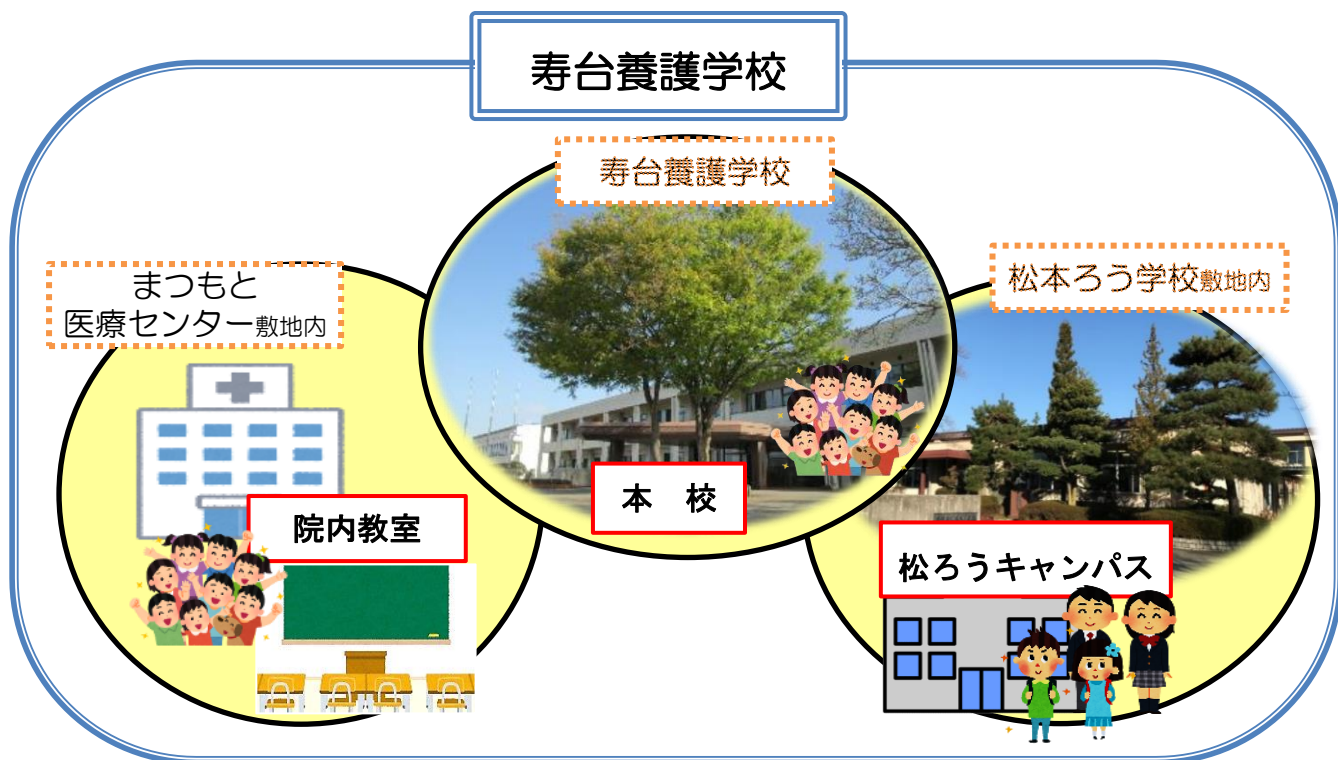 寿台養護学校
寿台養護学校
まつもと
医療センター敷地内
松本ろう学校敷地内
本　校
院内教室
松ろうキャンパス